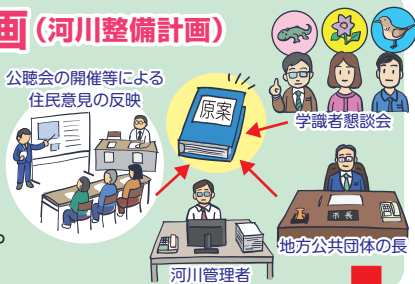 画(河川整備計画)
公聴会の開催等による
住民意見の反映
原案
学識者懇談会
市長
地方公共団体の長
。
河川管理者